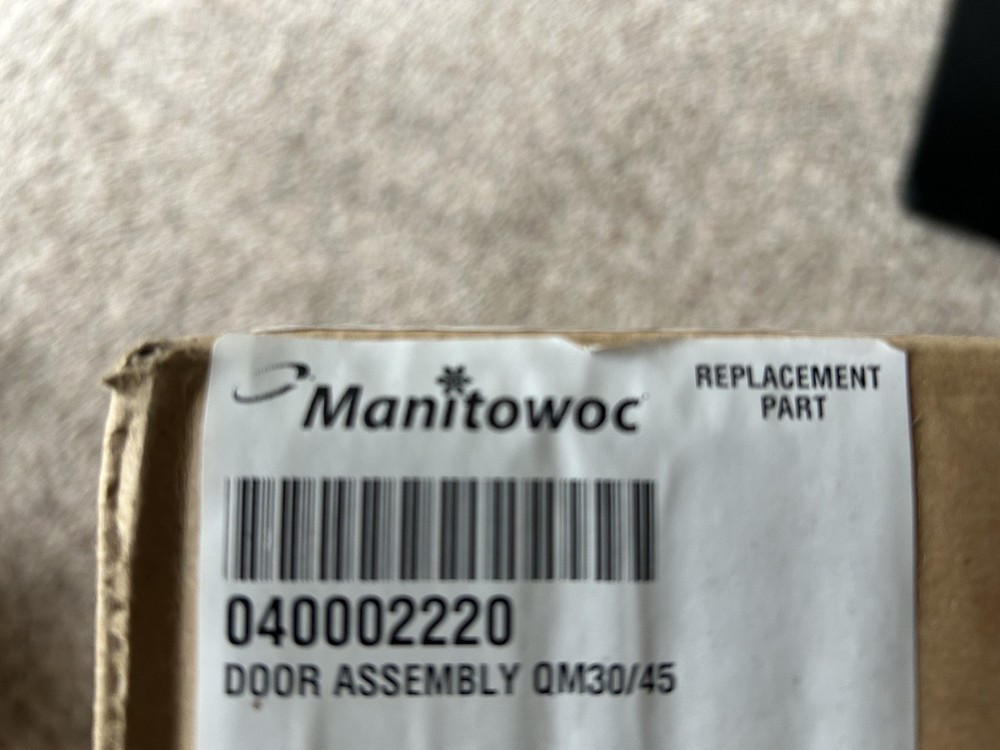 Manitowoc
REPLACEMENT
PART
040002220
DOOR ASSEMBLY QM30/45